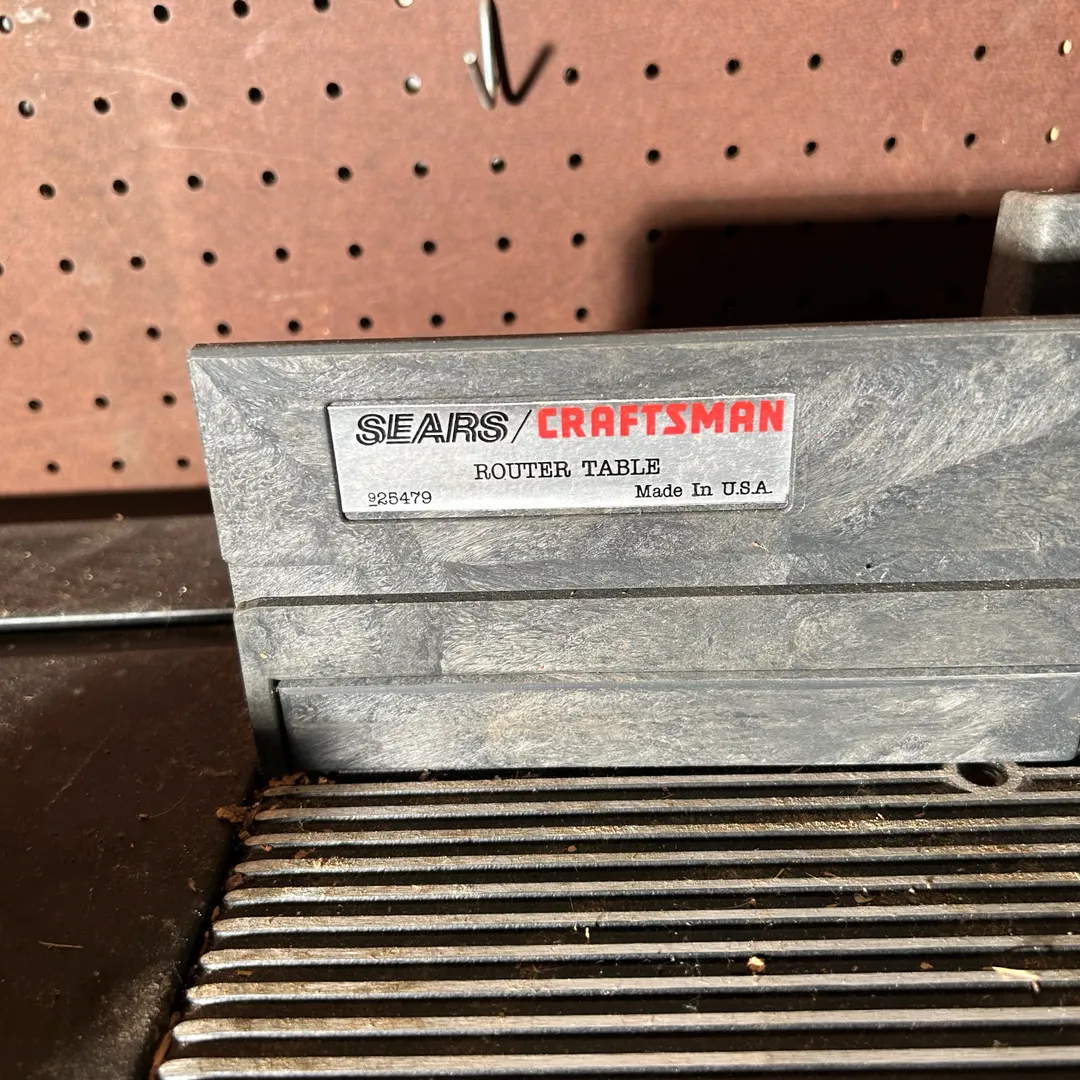 SEARS/CRAFTSMAN
ROUTER TABLE
925479 Made In U.S.A.